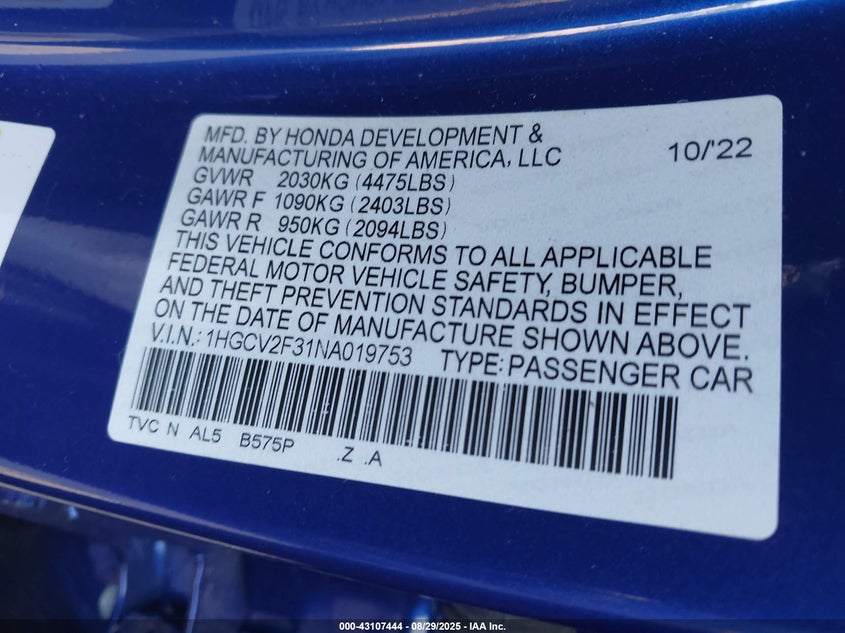 MFD. BY HONDA DEVELOPMENT &
MANUFACTURING OF AMERICA, LLC 10/'22
GVWR 2030KG (4475LBS)
GAWR F 1090KG (2403LBS)
GAWR R 950KG (2094LBS)
THIS VEHICLE CONFORMS TO ALL APPLICABLE
FEDERAL MOTOR VEHICLE SAFETY, BUMPER,
AND THEFT PREVENTION STANDARDS IN EFFECT
ON THE DATE OF MANUFACTURE SHOWN ABOVE.
V.I.N.: 1HGCV2F31NA019753 TYPE: PASSENGER CAR
TVC N AL5 B575P .Z .A
000-43107444 - 08/29/2025 - IAA Inc.